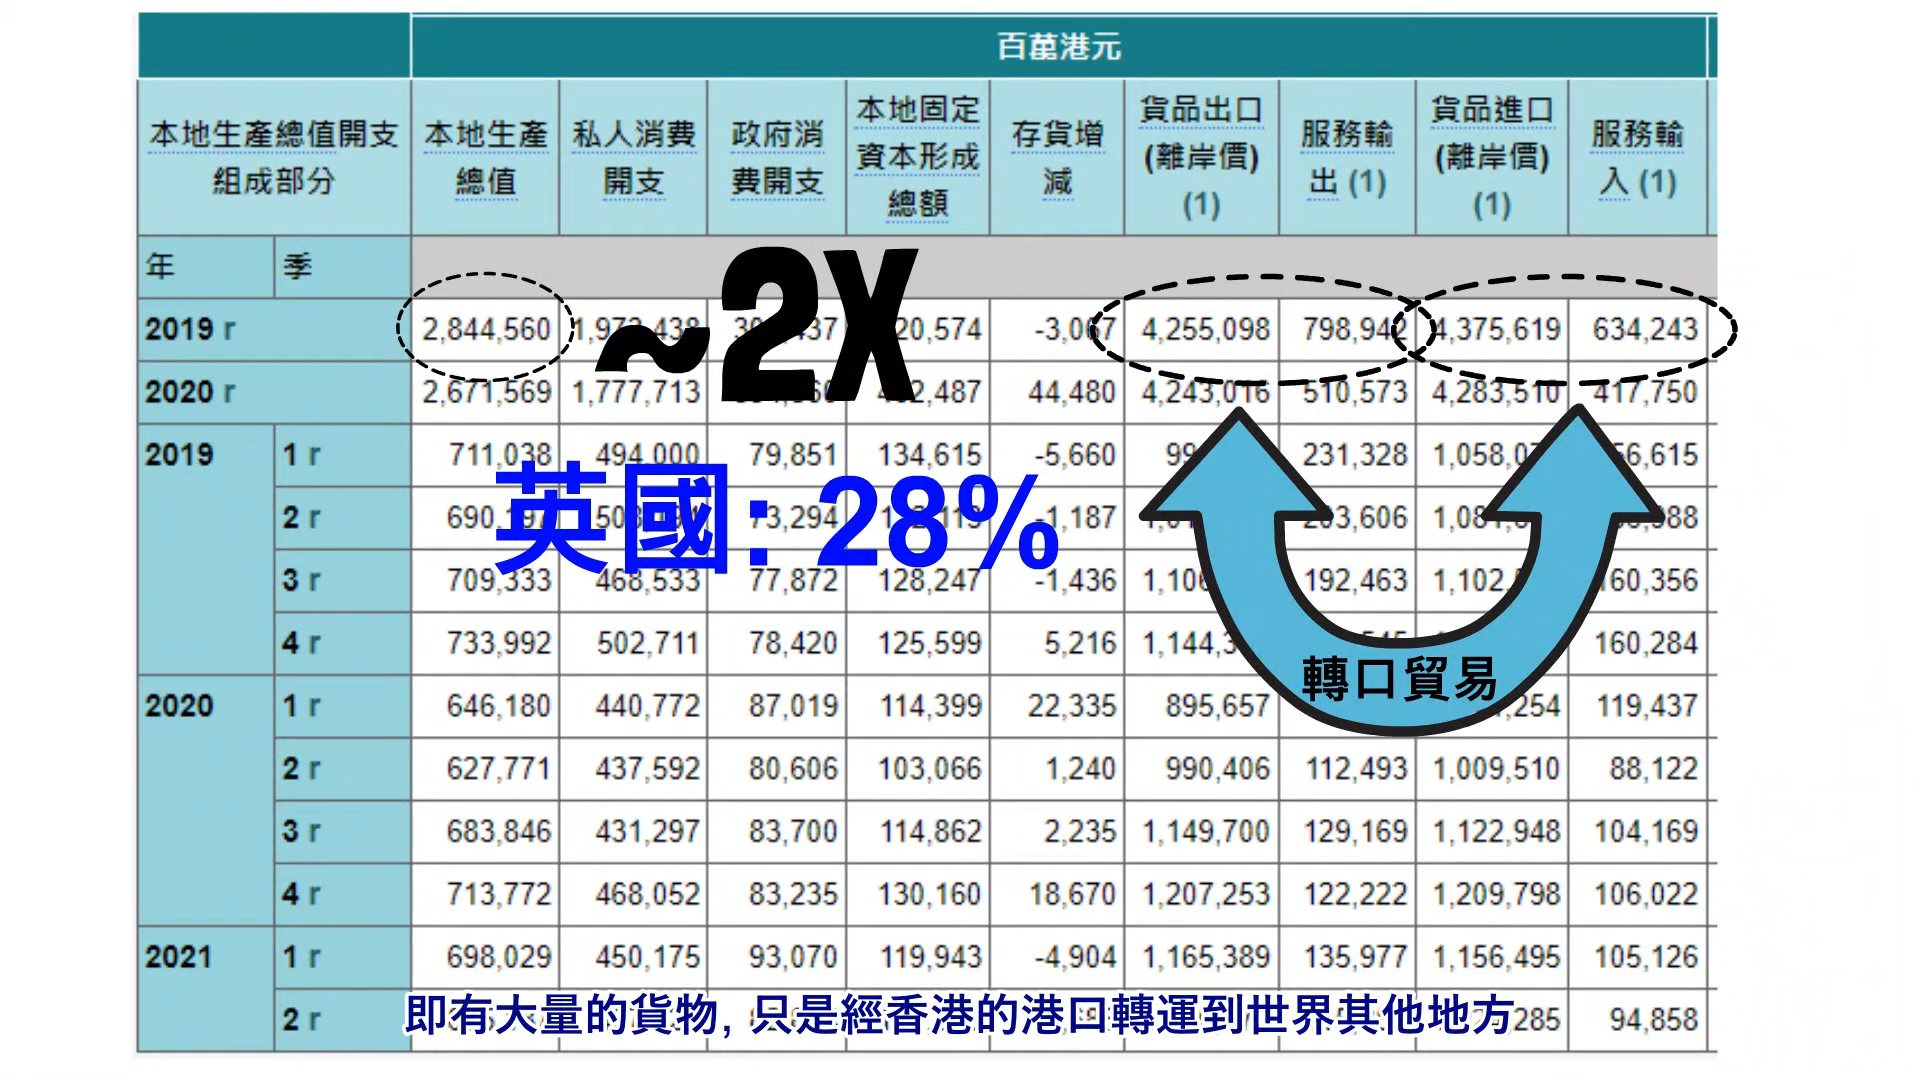 百萬港元
本地生產總值開支 本地生產 私人消費 政府消 本地固定 存貨增 貨品出口 服務輸 貨品進口 服務輸
組成部分 總值 開支 費開支 資本形成 減 (離岸價) 出 (1) (離岸價) 入 (1)
總額 (1) (1)
年 季
~2X
2019 r 2,844,560 -3,067 4,255,098 798,942 4,375,619 634,243
2020 r 2,671,569 1,777,713 44,480 4,243,016 510,573 4,283,510 417,750
2019 1 r 711,038 494,000 79,851 134,615 -5,660 231,328
英國: 28%
2 r 73,294 -1,187
3 r 709,333 468,533 77,872 128,247 -1,436 192,463 160,356
4 r 733,992 502,711 78,420 125,599 5,216 160,284
轉口貿易
2020 1 r 646,180 440,772 87,019 114,399 22,335 895,657 119,437
2 r 627,771 437,592 80,606 103,066 1,240 990,406 112,493 1,009,510 88,122
3 r 683,846 431,297 83,700 114,862 2,235 1,149,700 129,169 1,122,948 104,169
4 r 713,772 468,052 83,235 130,160 18,670 1,207,253 122,222 1,209,798 106,022
2021 1 r 698,029 450,175 93,070 119,943 -4,904 1,165,389 135,977 1,156,495 105,126
2 r 94,858
即有大量的貨物, 只是經香港的港口轉運到世界其他地方